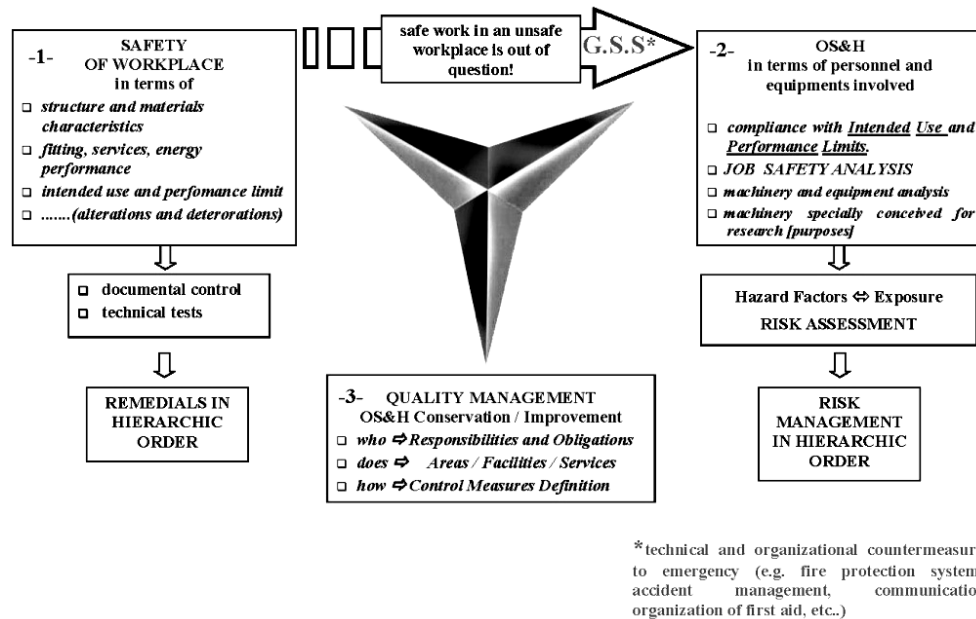 -1- SAFETY
OF WORKPLACE
in terms of
❑ structure and materials
characteristics
❑ fitting, services, energy
performance
❑ intended use and perfomance limit
❑ .......(alterations and deterorations)
❑ documental control
❑ technical tests
REMEDIALS IN
HIERARCHIC
ORDER
safe work in an unsafe
workplace is out of
question!
G.S.S*
-2- OS&H
in terms of personnel and
equipments involved
❑ compliance with Intended Use and
Performance Limits.
❑ JOB SAFETY ANALYSIS
❑ machinery and equipment analysis
❑ machinery specially conceived for
research [purposes]
Hazard Factors ⇔ Exposure
RISK ASSESSMENT
RISK
MANAGEMENT
IN HIERARCHIC
ORDER
-3- QUALITY MANAGEMENT
OS&H Conservation / Improvement
❑ who ⇨ Responsibilities and Obligations
❑ does ⇨ Areas / Facilities / Services
❑ how ⇨ Control Measures Definition
*technical and organizational countermeasur
to emergency (e.g. fire protection system
accident management, communicatio
organization of first aid, etc..)